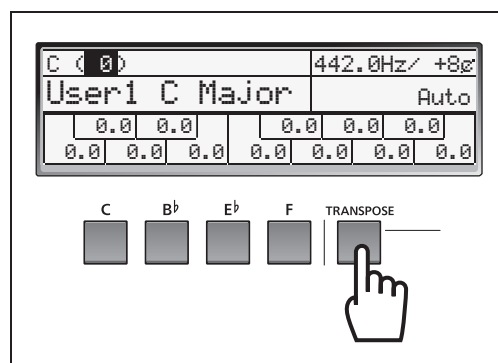 C ( 0) 442.0Hz/ +8¢
User1 C Major Auto
0.0 0.0 0.0 0.0 0.0
0.0 0.0 0.0 0.0 0.0 0.0 0.0
C B♭ E♭ F TRANSPOSE